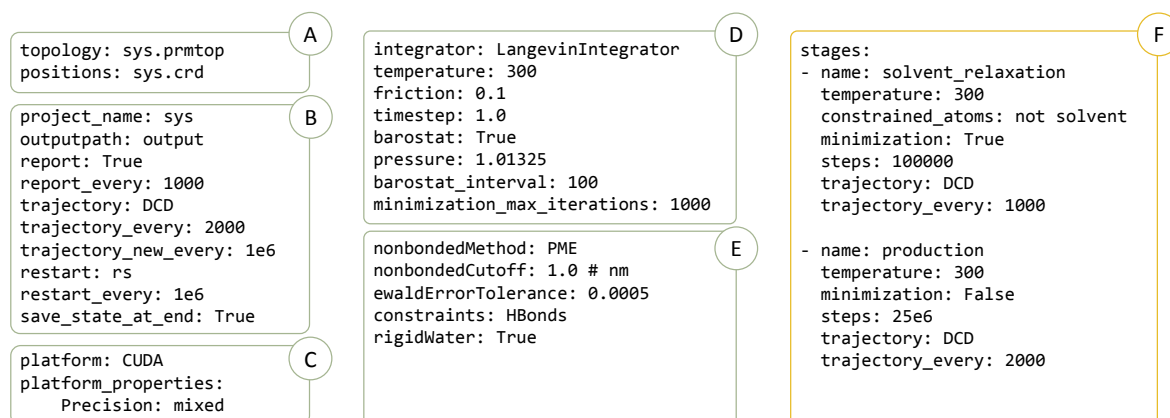 A
topology: sys.prmtop
positions: sys.crd
B
project_name: sys
outputpath: output
report: True
report_every: 1000
trajectory: DCD
trajectory_every: 2000
trajectory_new_every: 1e6
restart: rs
restart_every: 1e6
save_state_at_end: True
C
platform: CUDA
platform_properties:
    Precision: mixed
D
integrator: LangevinIntegrator
temperature: 300
friction: 0.1
timestep: 1.0
barostat: True
pressure: 1.01325
barostat_interval: 100
minimization_max_iterations: 1000
E
nonbondedMethod: PME
nonbondedCutoff: 1.0 # nm
ewaldErrorTolerance: 0.0005
constraints: HBonds
rigidWater: True
F
stages:
- name: solvent_relaxation
  temperature: 300
  constrained_atoms: not solvent
  minimization: True
  steps: 100000
  trajectory: DCD
  trajectory_every: 1000
- name: production
  temperature: 300
  minimization: False
  steps: 25e6
  trajectory: DCD
  trajectory_every: 2000